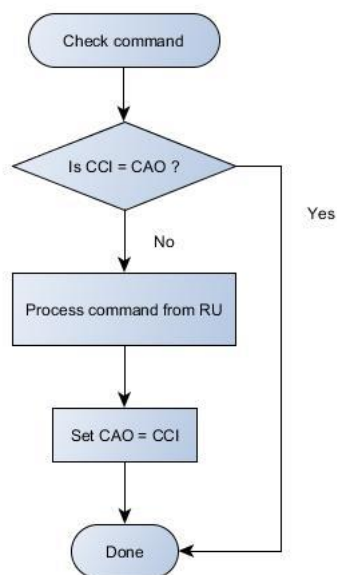 Check command
Is CCI = CAO ?
Yes
No
Process command from RU
Set CAO = CCI
Done